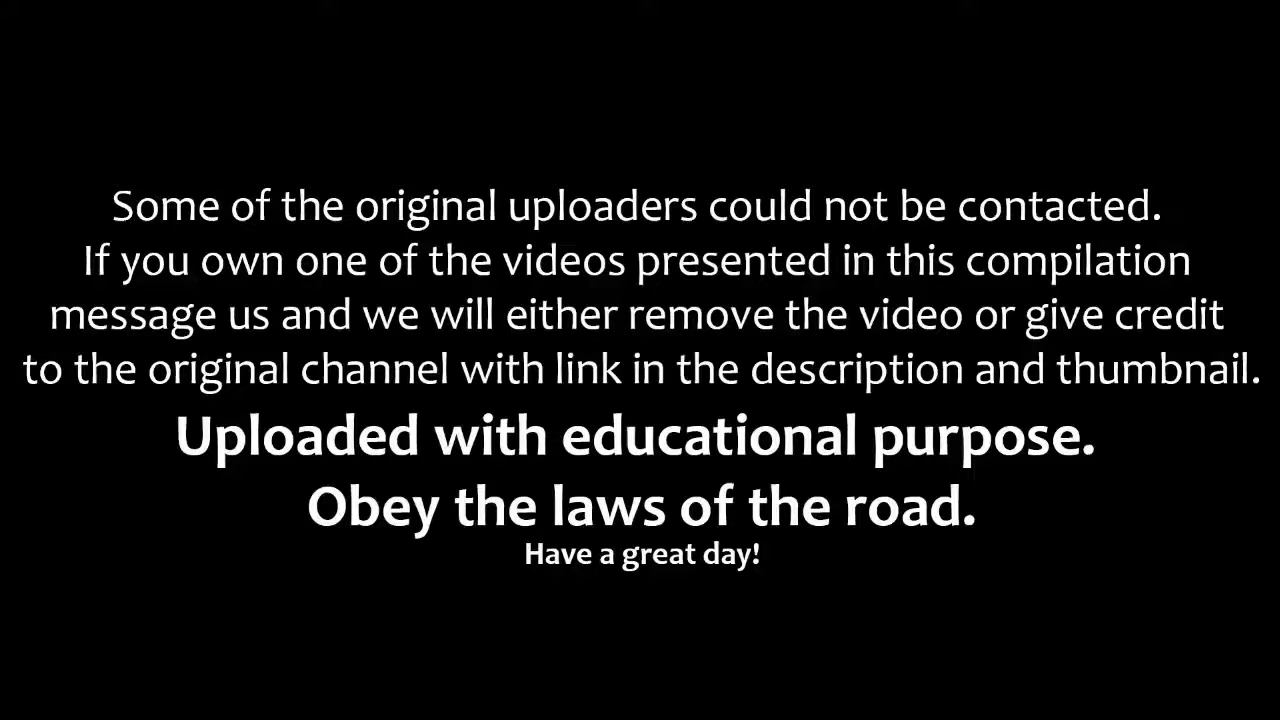 Some of the original uploaders could not be contacted.
If you own one of the videos presented in this compilation
message us and we will either remove the video or give credit
to the original channel with link in the description and thumbnail.
Uploaded with educational purpose.
Obey the laws of the road.
Have a great day!